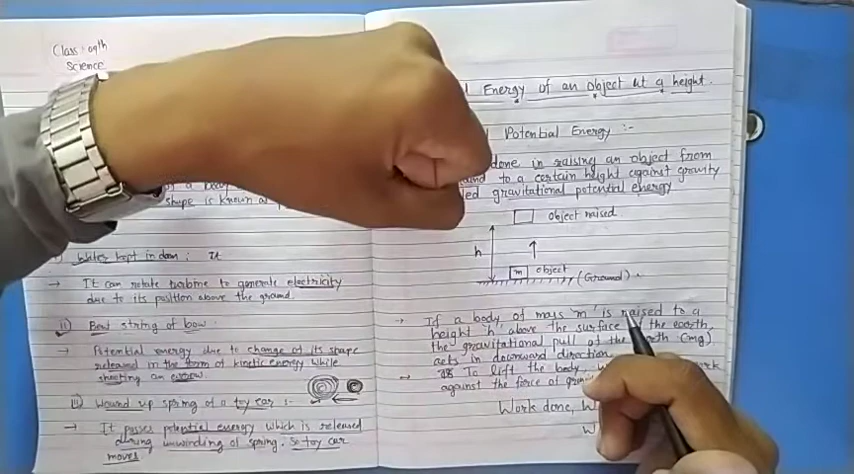 Class : 09th
Science
shape is known as
Water kept in dam : It
→ It can rotate turbine to generate electricity
due to its position above the ground.
ii) Bent string of bow :
→ Potential energy due to change of its shape
released in the form of kinetic energy while
shooting an arrow.
iii) Wound up spring of a toy car :-
→ It posses potential energy which is released
during unwinding of spring. So toy car
moves
Energy of an object at a height.
Potential Energy :-
done in raising an object from
to a certain height against gravity
gravitational potential energy
object raised
h
m object
(Ground).
→ If a body of mass 'm' is raised to a
height 'h' above the surface the earth,
the gravitational pull of the (mg)
acts in downward direction.
→ To lift the body
against the force of
Work done, W
W